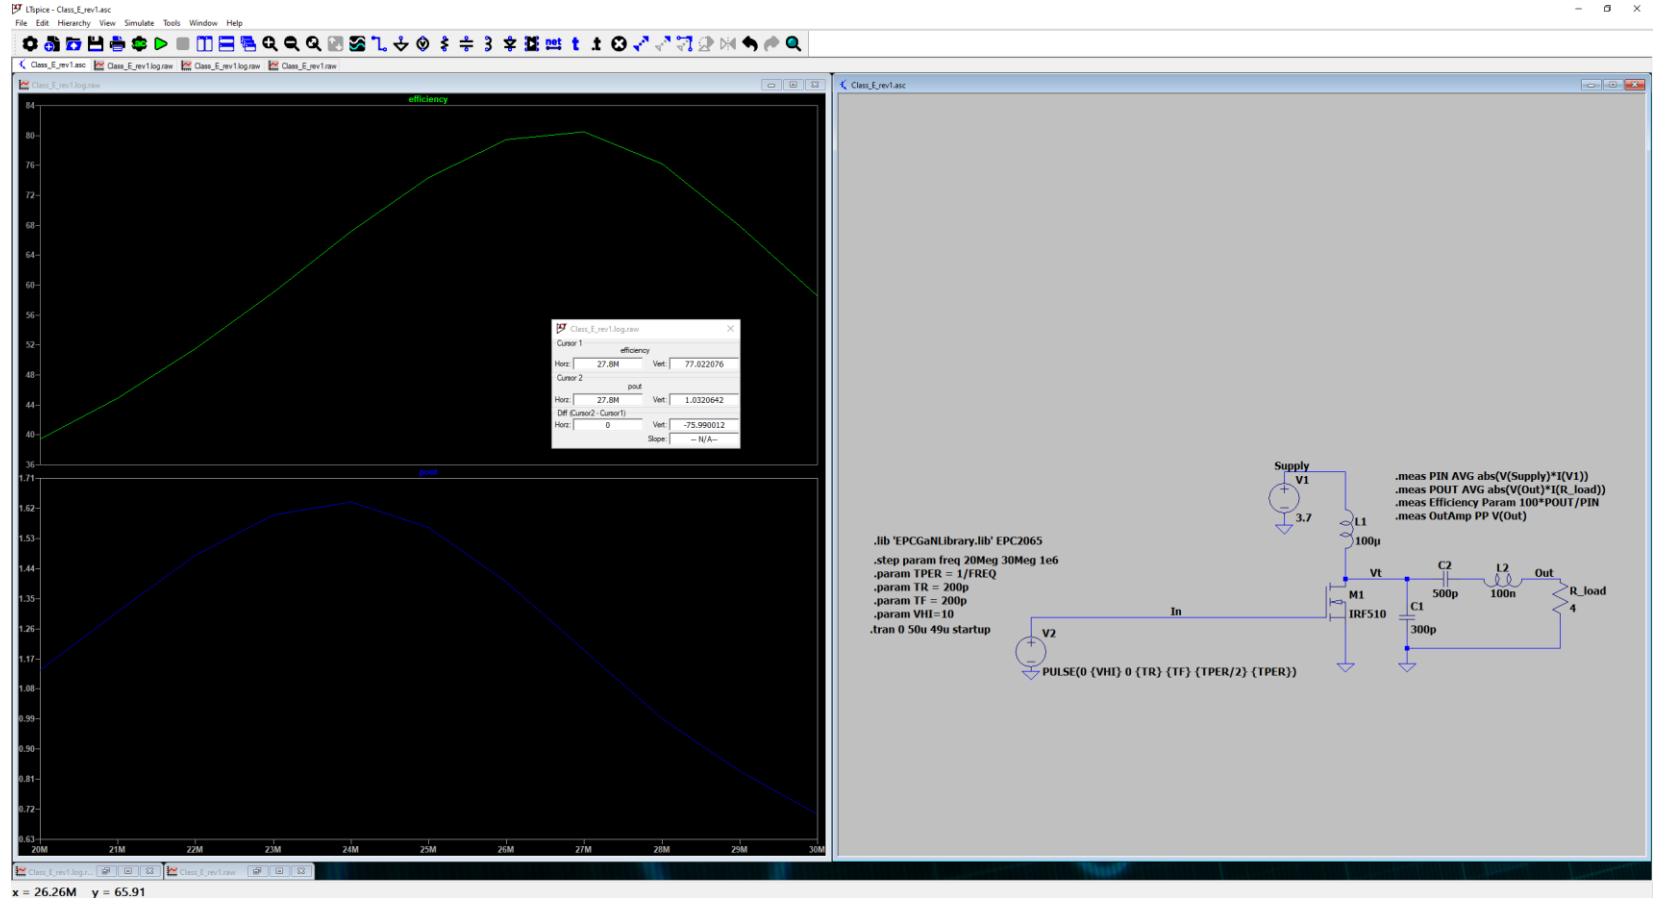 LTspice - Class_E_rev1.asc
File Edit Hierarchy View Simulate Tools Window Help
Class_E_rev1.asc Class_E_rev1.log.raw Class_E_rev1.log.raw Class_E_rev1.raw
Class_E_rev1.log.raw
efficiency
84
80
76
72
68
64
60
56
52
48
44
40
36
Class_E_rev1.log.raw
Cursor 1
efficiency
Horz: 27.8M Vert: 77.022076
Cursor 2
pout
Horz: 27.8M Vert: 1.0320642
Diff (Cursor2 - Cursor1)
Horz: 0 Vert: -75.990012
Slope: -- N/A--
pout
1.71
1.62
1.53
1.44
1.35
1.26
1.17
1.08
0.99
0.90
0.81
0.72
0.63
20M 21M 22M 23M 24M 25M 26M 27M 28M 29M 30M
Class_E_rev1.asc
Supply
V1
3.7
.meas PIN AVG abs(V(Supply)*I(V1))
.meas POUT AVG abs(V(Out)*I(R_load))
.meas Efficiency Param 100*POUT/PIN
.meas OutAmp PP V(Out)
L1
100µ
.lib 'EPCGaNLibrary.lib' EPC2065
.step param freq 20Meg 30Meg 1e6
.param TPER = 1/FREQ
.param TR = 200p
.param TF = 200p
.param VHI=10
.tran 0 50u 49u startup
Vt
C2
500p
L2
100n
Out
R_load
4
M1
IRF510
C1
300p
In
V2
PULSE(0 {VHI} 0 {TR} {TF} {TPER/2} {TPER})
Class_E_rev1.log.r... Class_E_rev1.raw
x = 26.26M y = 65.91